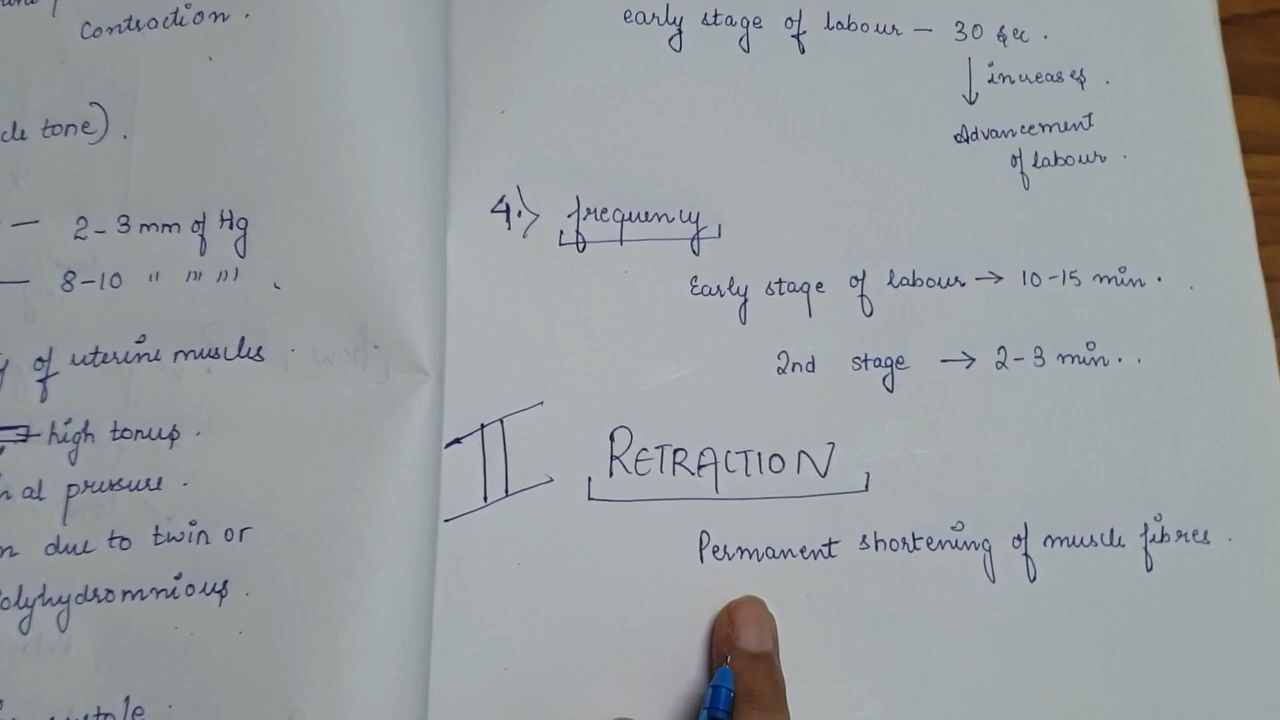 contraction.
cle tone).
— 2-3 mm of Hg
— 8-10 " "' "')
of uterine muscles
high tonus.
al pressure.
n due to twin or
olyhydromnious.
early stage of labour — 30 sec.
increases.
Advancement
of labour.
4.) frequency
Early stage of labour → 10-15 min.
2nd stage → 2-3 min..
II RETRACTION
Permanent shortening of muscle fibres.